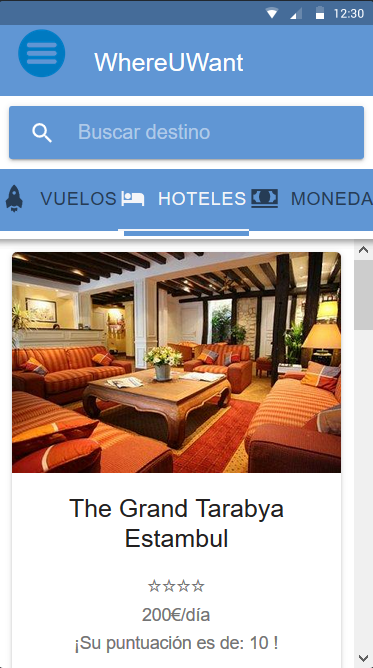 12:30
WhereUWant
Buscar destino
VUELOS HOTELES MONEDA
The Grand Tarabya
Estambul
☆☆☆☆
200€/día
¡Su puntuación es de: 10 !